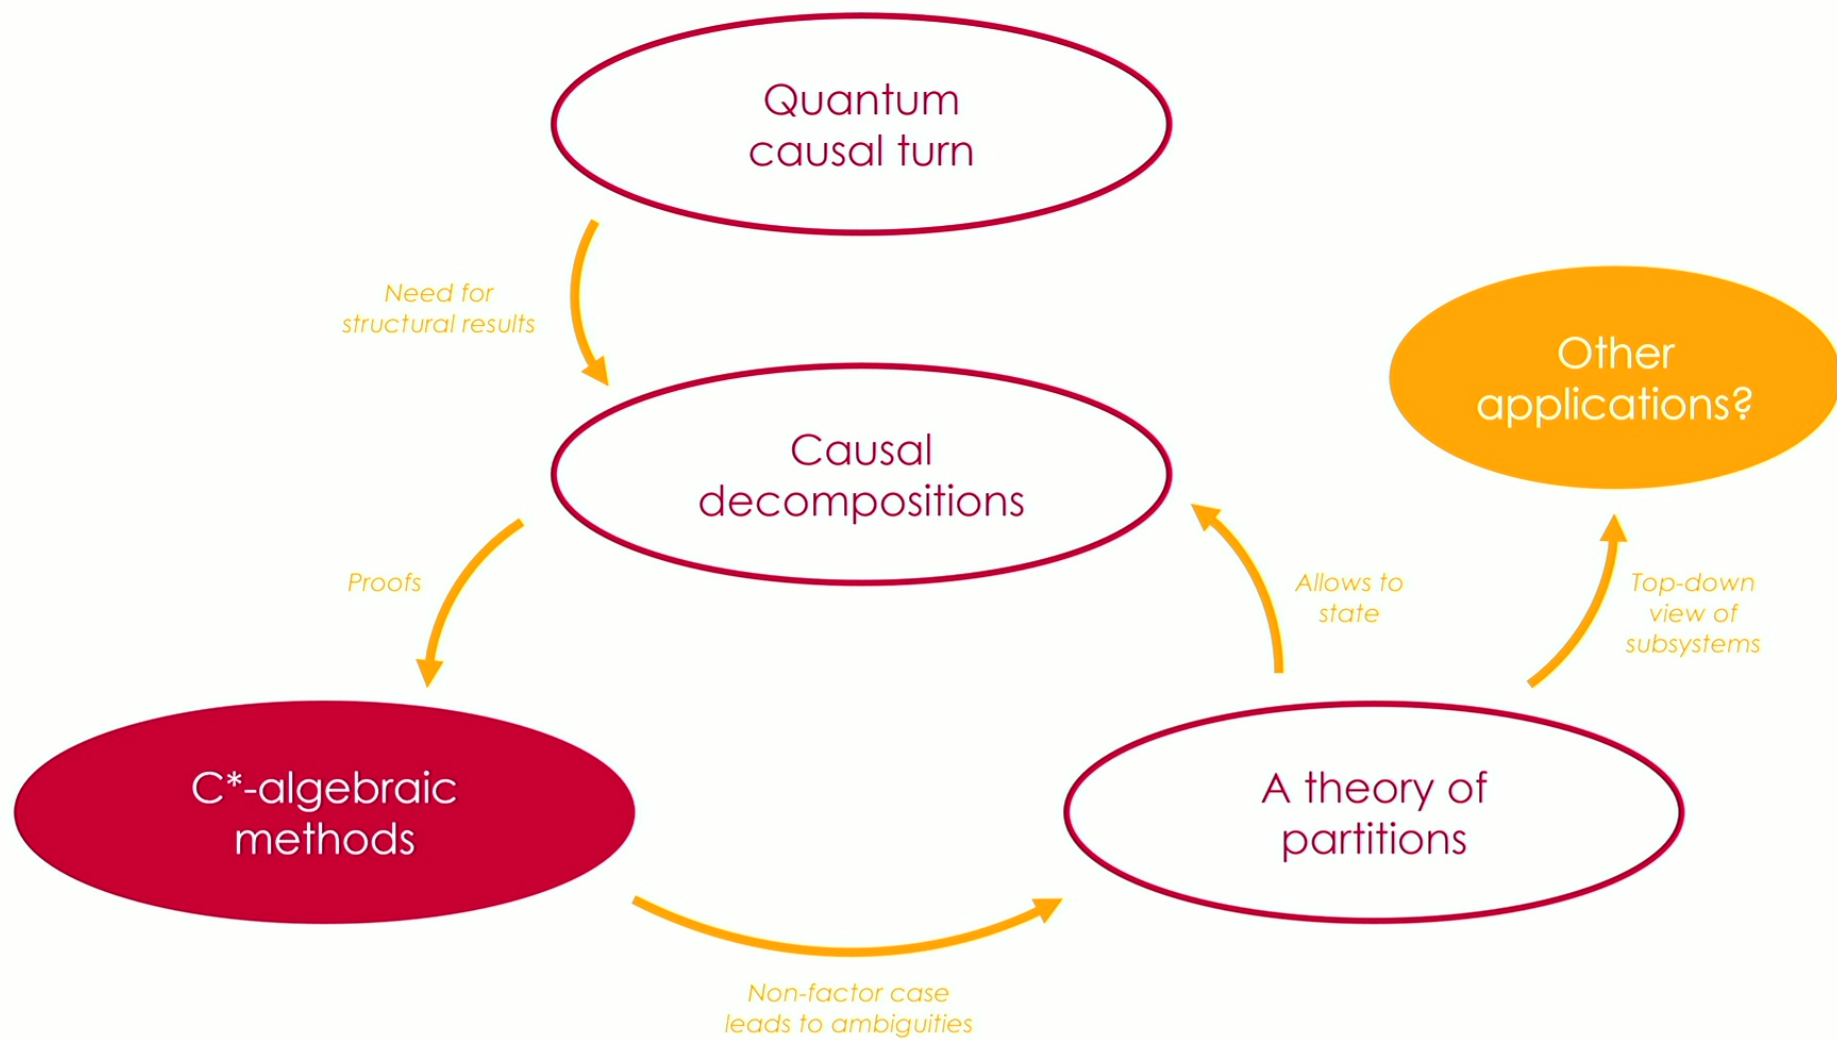 Quantum
causal turn
Need for
structural results
Other
applications?
Causal
decompositions
Proofs
Allows to
state
Top-down
view of
subsystems
C*-algebraic
methods
A theory of
partitions
Non-factor case
leads to ambiguities